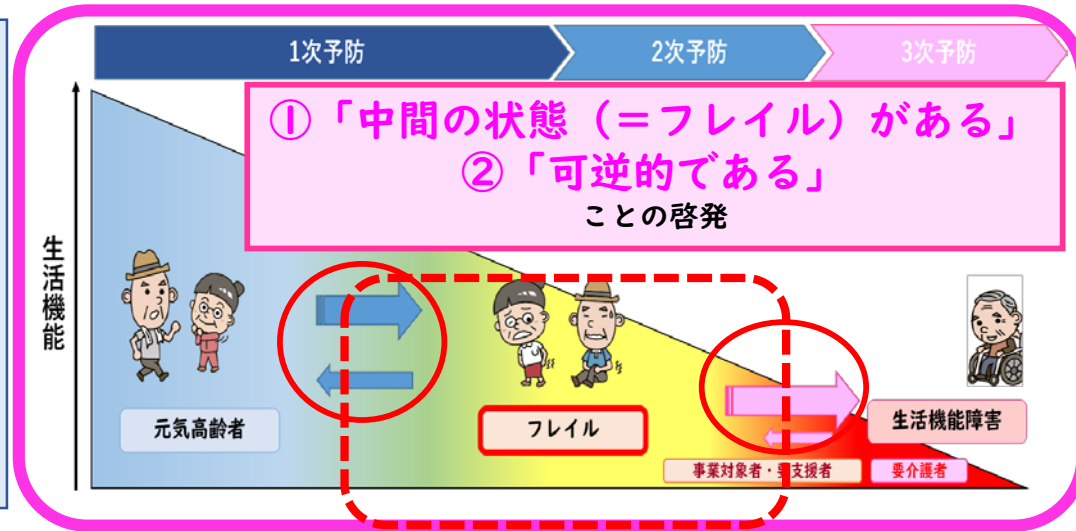 1次予防
2次予防
3次予防
①「中間の状態（＝フレイル）がある」
②「可逆的である」
ことの啓発
生活機能
元気高齢者
フレイル
生活機能障害
事業対象者・要支援者
要介護者